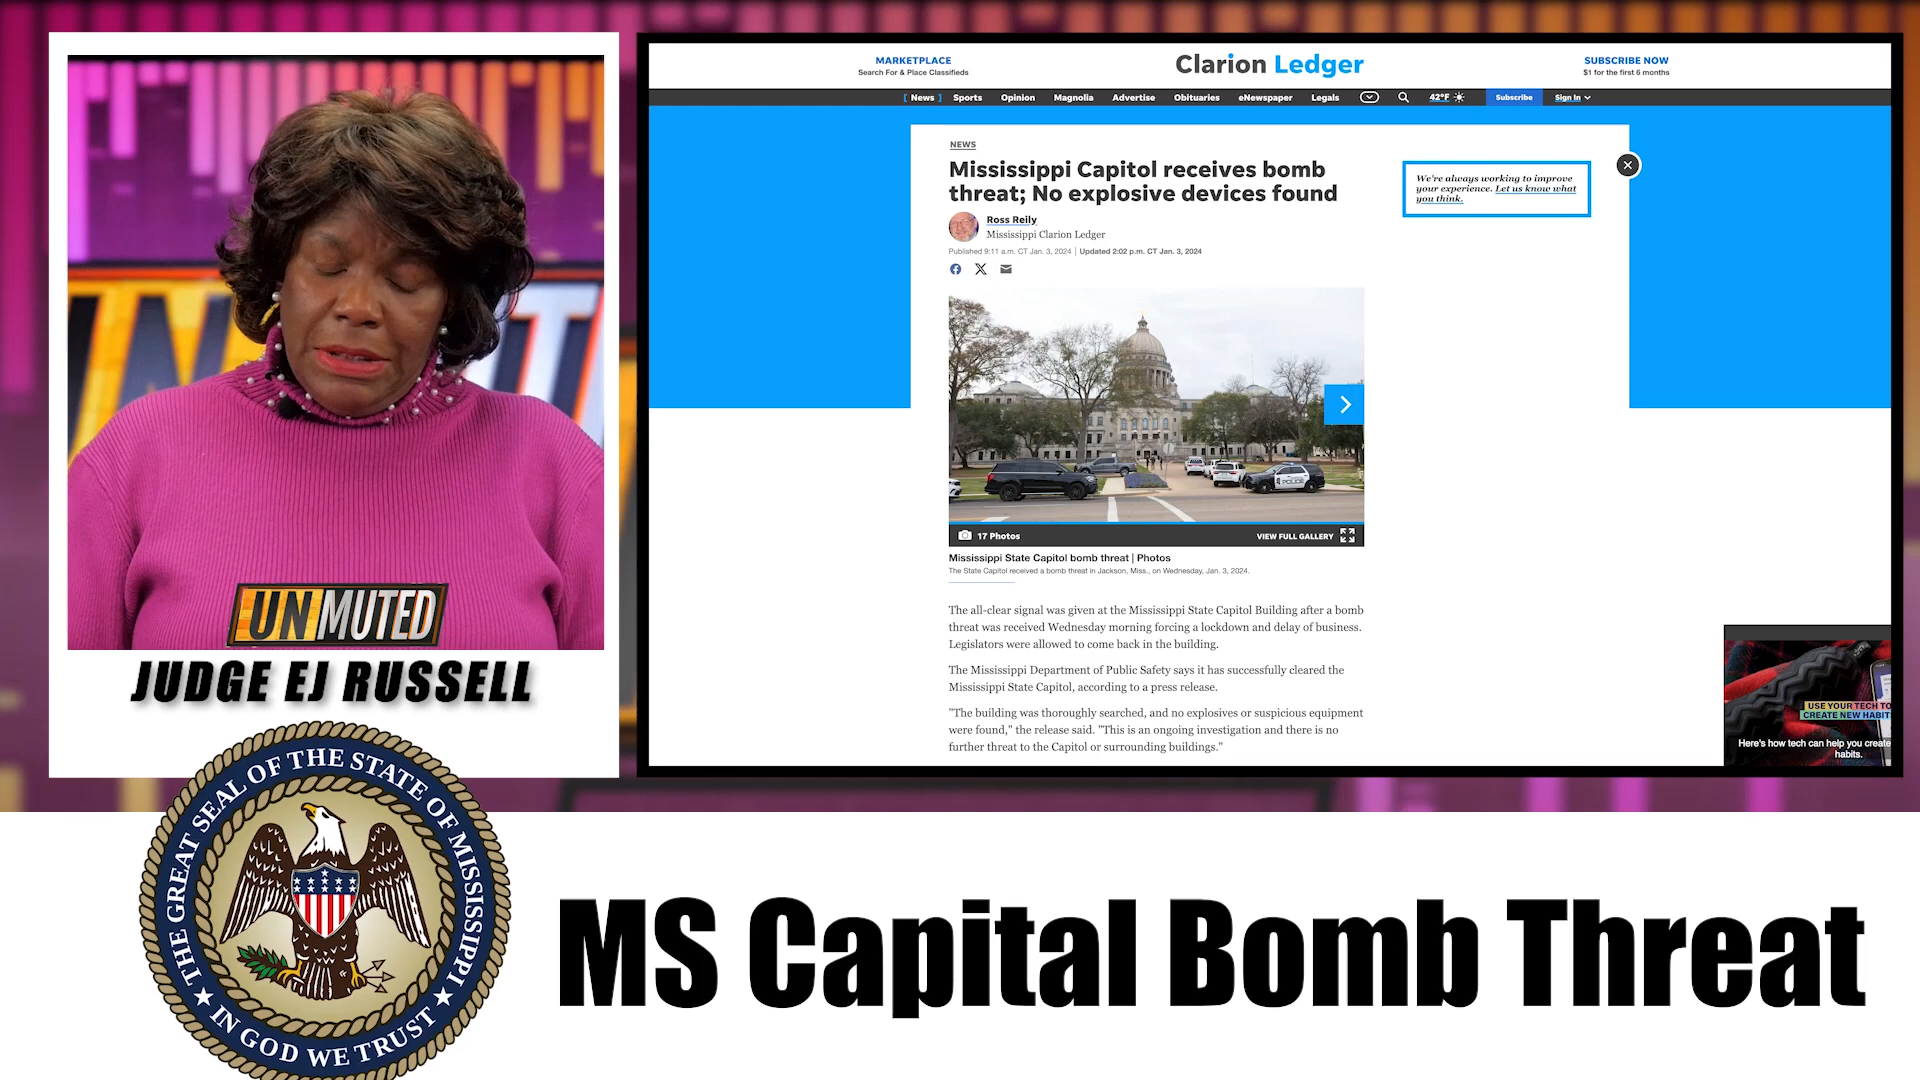 UNMUTED
JUDGE EJ RUSSELL
MARKETPLACE
Search For & Place Classifieds
Clarion Ledger
SUBSCRIBE NOW
$1 for the first 6 months
[ News ] Sports Opinion Magnolia Advertise Obituaries eNewspaper Legals 42°F Subscribe Sign In
NEWS
Mississippi Capitol receives bomb
threat; No explosive devices found
Ross Reily
Mississippi Clarion Ledger
Published 9:11 a.m. CT Jan. 3, 2024 | Updated 2:02 p.m. CT Jan. 3, 2024
We're always working to improve
your experience. Let us know what
you think.
POLICE
17 Photos
VIEW FULL GALLERY
Mississippi State Capitol bomb threat | Photos
The State Capitol received a bomb threat in Jackson, Miss., on Wednesday, Jan. 3, 2024.
The all-clear signal was given at the Mississippi State Capitol Building after a bomb
threat was received Wednesday morning forcing a lockdown and delay of business.
Legislators were allowed to come back in the building.
The Mississippi Department of Public Safety says it has successfully cleared the
Mississippi State Capitol, according to a press release.
"The building was thoroughly searched, and no explosives or suspicious equipment
were found," the release said. "This is an ongoing investigation and there is no
further threat to the Capitol or surrounding buildings."
USE YOUR TECH TO
CREATE NEW HABIT
Here's how tech can help you create
habits.
THE GREAT SEAL OF THE STATE OF MISSISSIPPI
IN GOD WE TRUST
MS Capital Bomb Threat